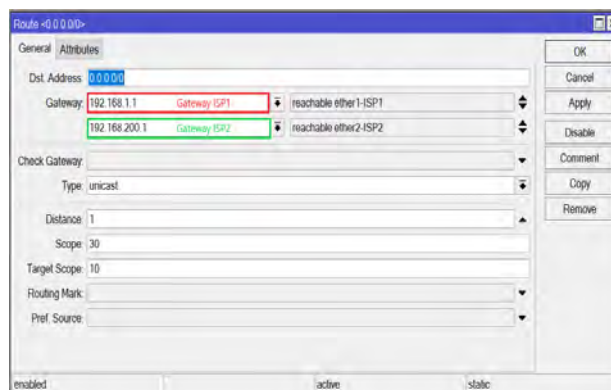 Route <0.0.0.0/0>
General Attributes
OK
Dst. Address: 0.0.0.0/0
Cancel
Gateway: 192.168.1.1 Gateway ISP1 reachable ether1-ISP1
Apply
192.168.200.1 Gateway ISP2 reachable ether2-ISP2
Disable
Check Gateway:
Comment
Type: unicast
Copy
Remove
Distance: 1
Scope: 30
Target Scope: 10
Routing Mark:
Pref. Source:
enabled active static